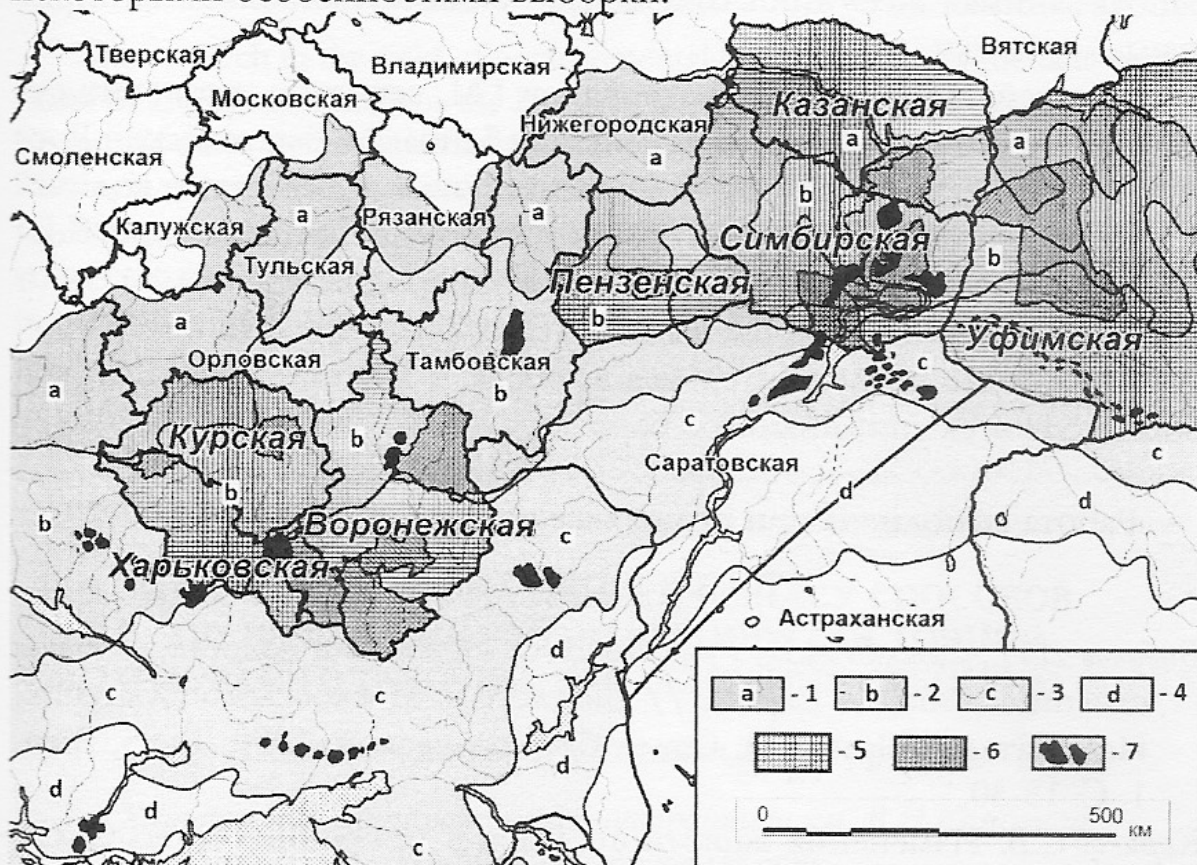 некоторыми особенностями выборки.
Тверская
Владимирская
Вятская
Московская
Казанская
Нижегородская
Смоленская
a
a
a
b
a
a
Рязанская
Калужская
Симбирская
Тульская
b
Пензенская
a
b
Уфимская
Орловская
Тамбовская
c
a
b
Курская
b
c
c
Саратовская
b
d
d
b
Воронежская
c
Харьковская
Астраханская
d
c
c
d
d
d
c
a - 1 b - 2 c - 3 d - 4
- 5 - 6 - 7
0 500
км